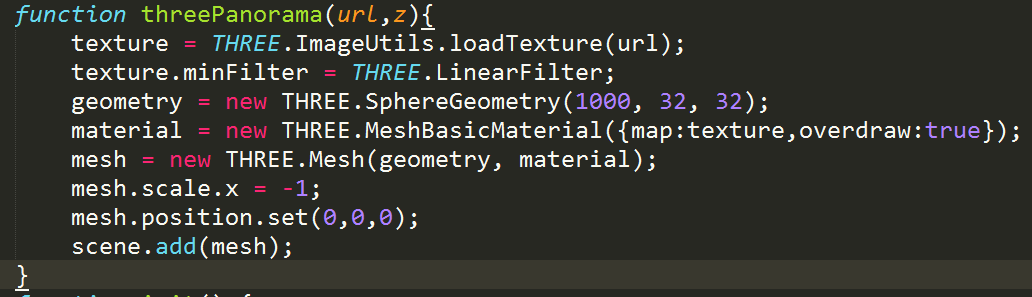 function threePanorama(url,z){
texture = THREE.ImageUtils.loadTexture(url);
texture.minFilter = THREE.LinearFilter;
geometry = new THREE.SphereGeometry(1000, 32, 32);
material = new THREE.MeshBasicMaterial({map:texture,overdraw:true});
mesh = new THREE.Mesh(geometry, material);
mesh.scale.x = -1;
mesh.position.set(0,0,0);
scene.add(mesh);
}